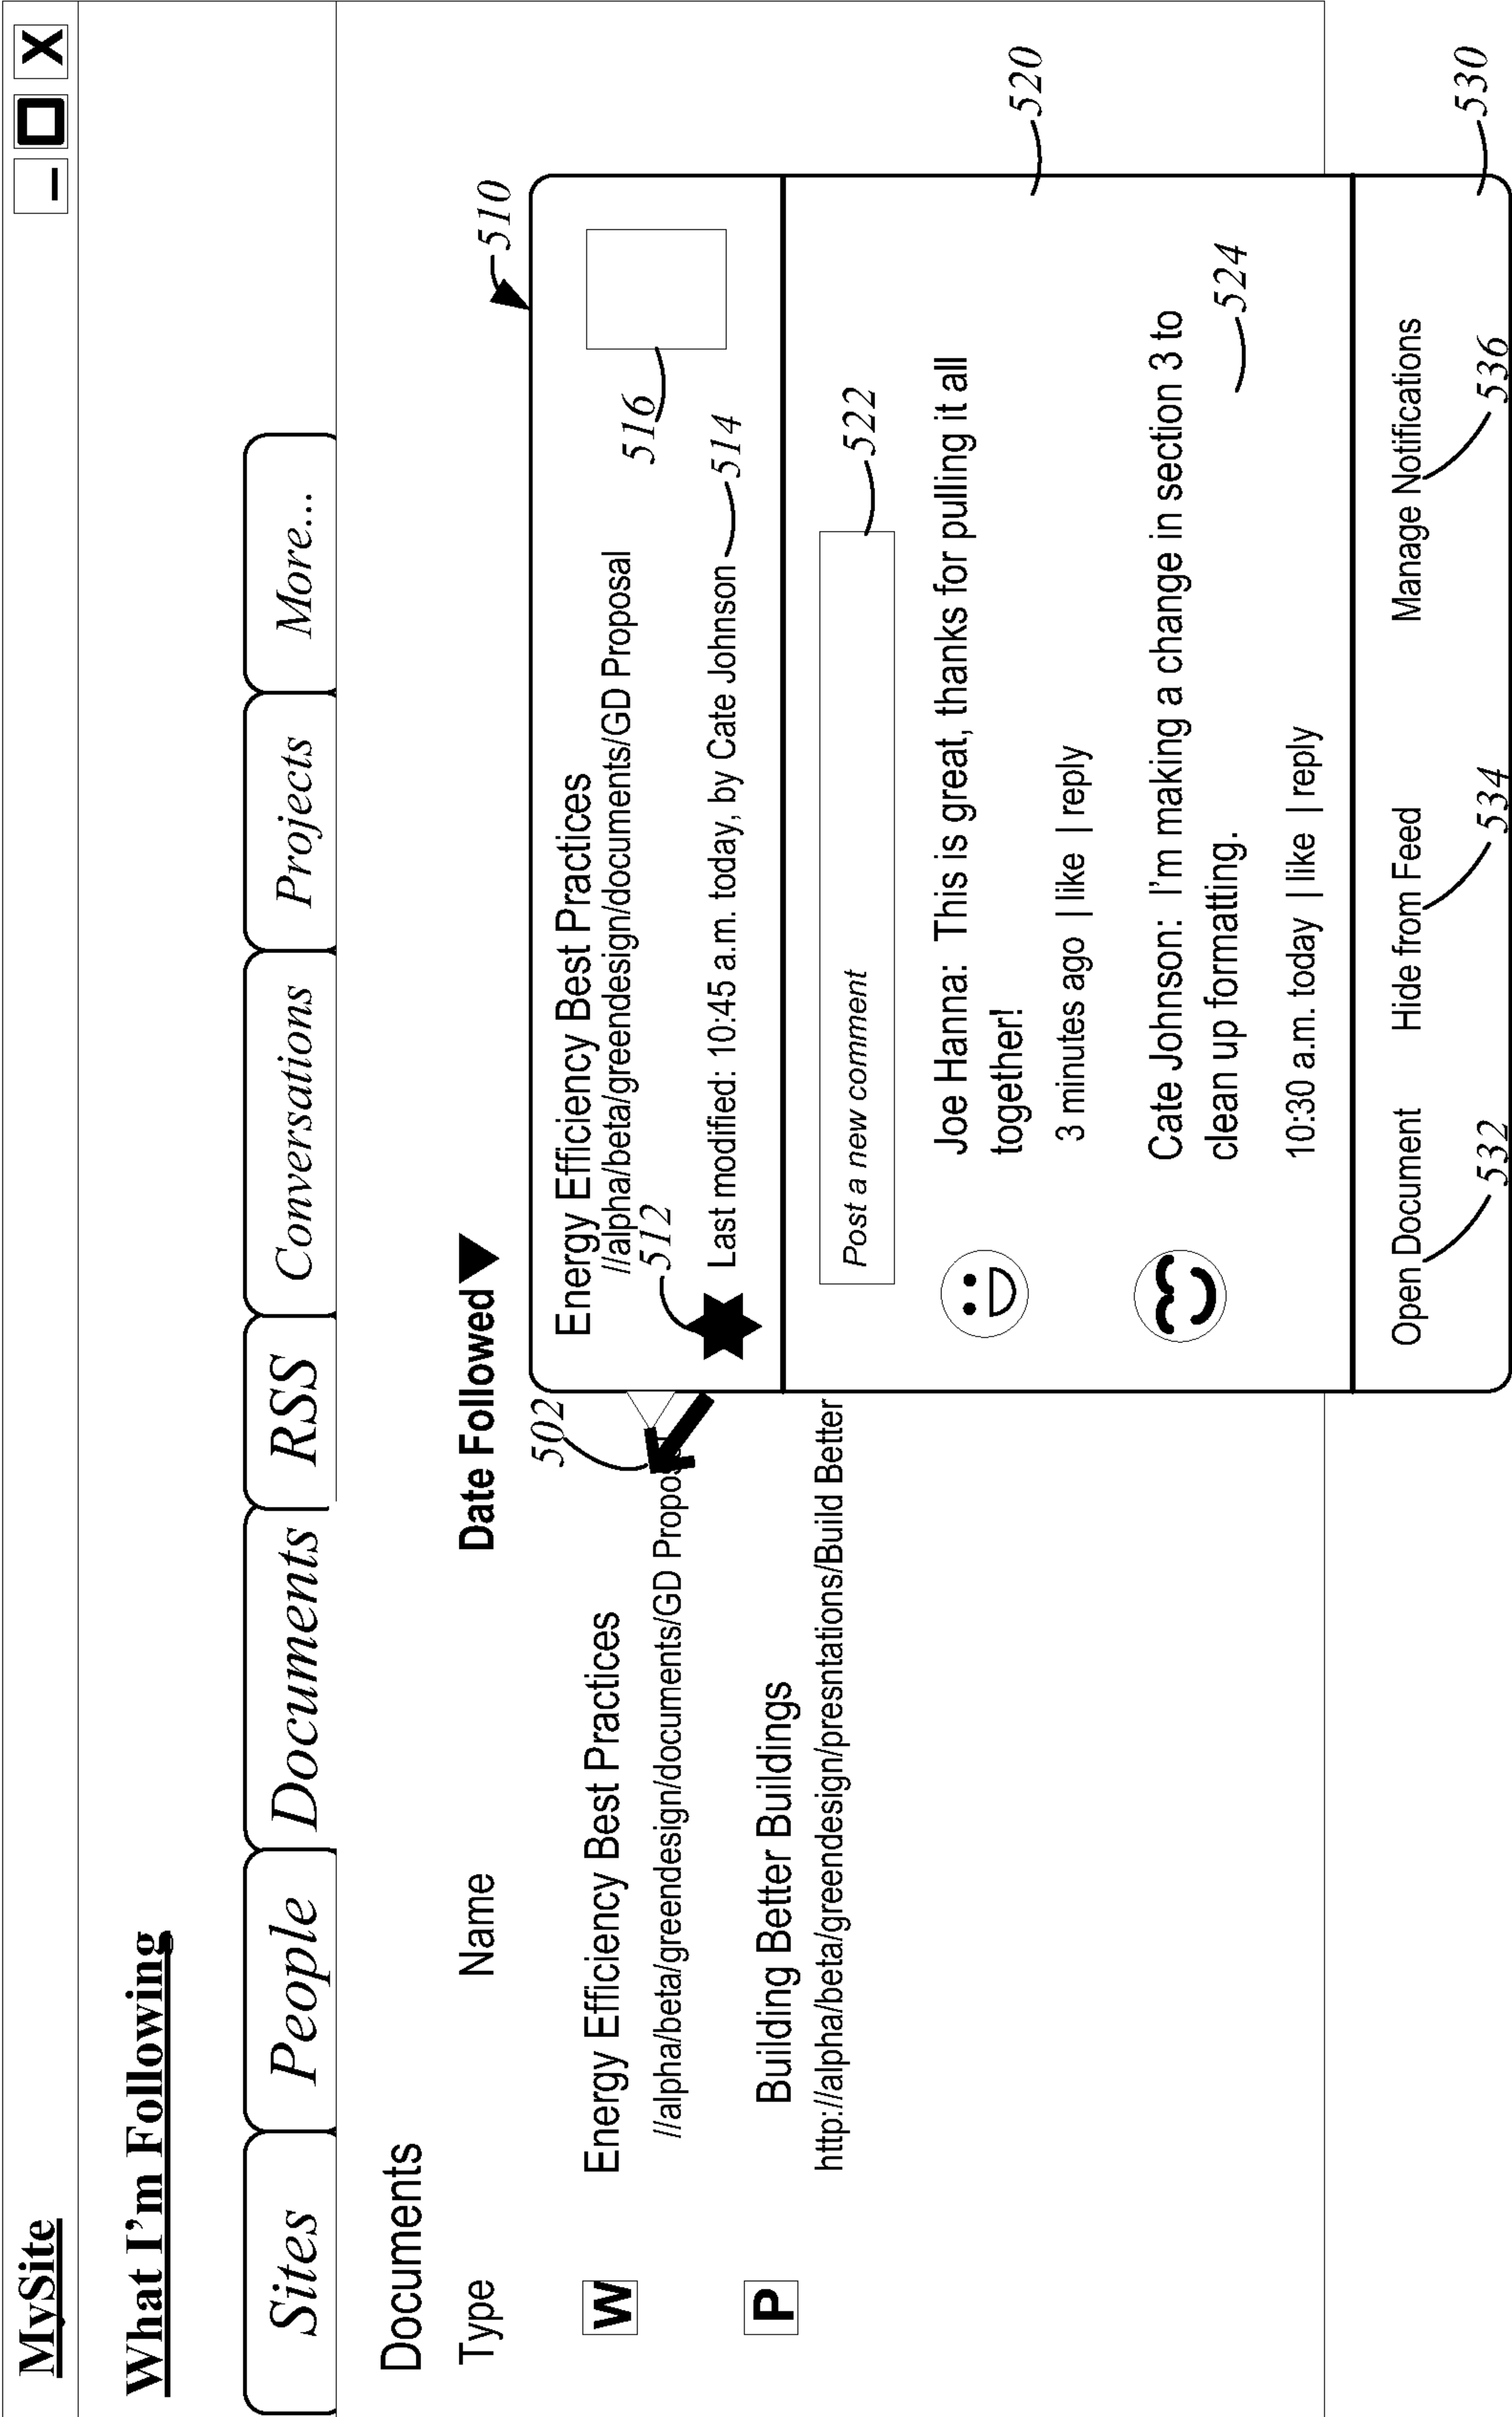 MySite
X
What I'm Following
Sites People Documents RSS Conversations Projects More...
Documents
Type Name Date Followed
W Energy Efficiency Best Practices
//alpha/beta/greendesign/documents/GD Propos
P Building Better Buildings
http://alpha/beta/greendesign/presntations/Build Better
502
510
Energy Efficiency Best Practices
//alpha/beta/greendesign/documents/GD Proposal
512
516
Last modified: 10:45 a.m. today, by Cate Johnson
514
520
Post a new comment
522
Joe Hanna: This is great, thanks for pulling it all
together!
3 minutes ago | like | reply
Cate Johnson: I'm making a change in section 3 to
clean up formatting.
524
10:30 a.m. today | like | reply
530
Open Document Hide from Feed Manage Notifications
532 534 536